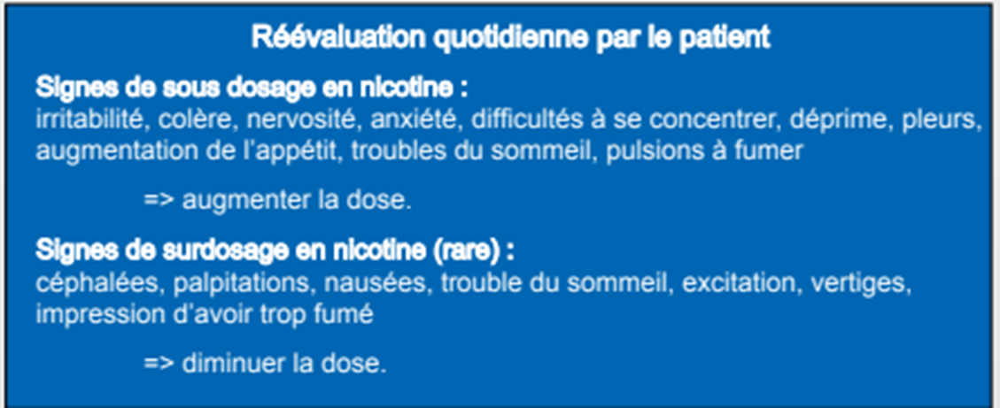 Réévaluation quotidienne par le patient
Signes de sous dosage en nicotine :
irritabilité, colère, nervosité, anxiété, difficultés à se concentrer, déprime, pleurs,
augmentation de l'appétit, troubles du sommeil, pulsions à fumer
=> augmenter la dose.
Signes de surdosage en nicotine (rare) :
céphalées, palpitations, nausées, trouble du sommeil, excitation, vertiges,
impression d'avoir trop fumé
=> diminuer la dose.